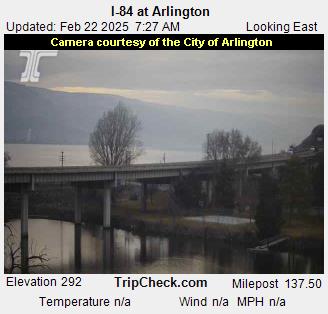 I-84 at Arlington
Updated: Feb 22 2025  7:27 AM Looking East
Camera courtesy of the City of Arlington
Elevation 292 TripCheck.com Milepost 137.50
Temperature n/a Wind n/a MPH n/a